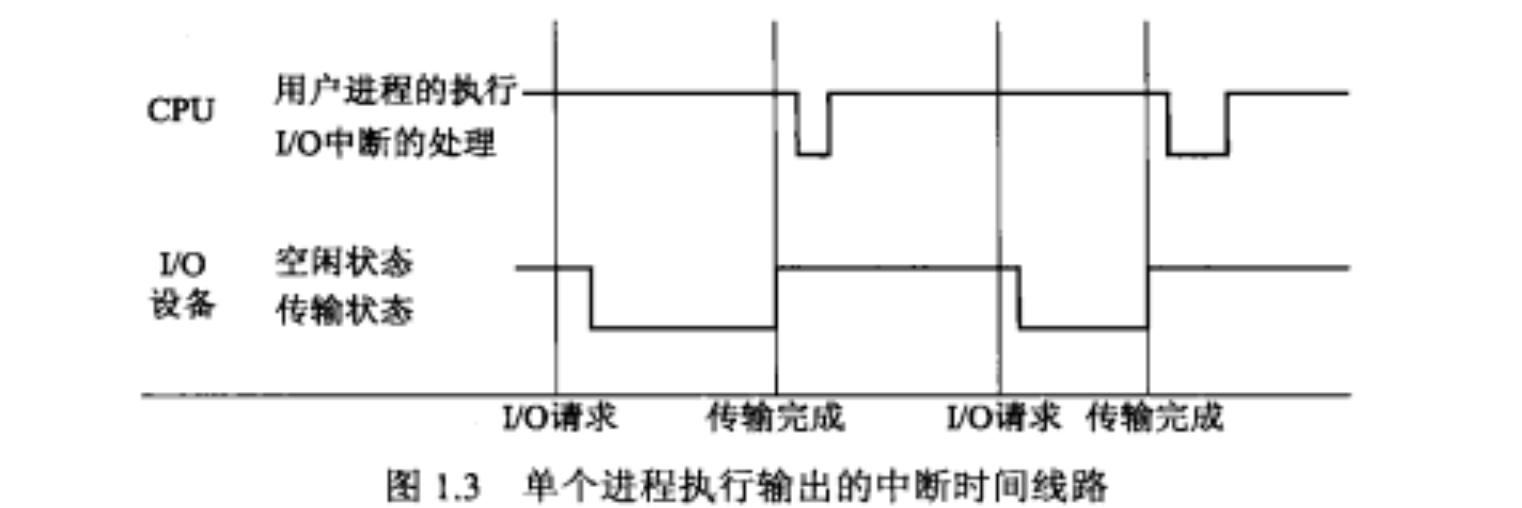 CPU
用户进程的执行
I/O中断的处理
I/O
设备
空闲状态
传输状态
I/O请求 传输完成 I/O请求 传输完成
图 1.3 单个进程执行输出的中断时间线路